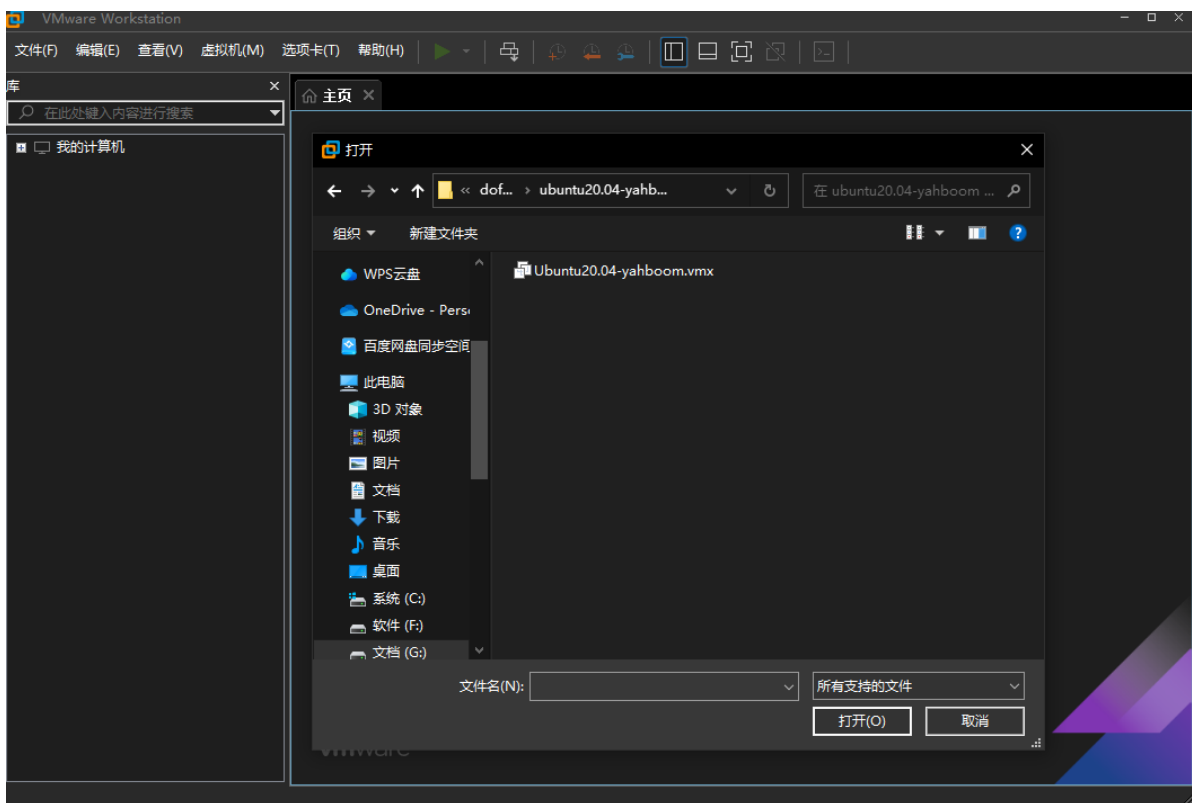 VMware Workstation
文件(F) 编辑(E) 查看(V) 虚拟机(M) 选项卡(T) 帮助(H)
库
在此处键入内容进行搜索
我的计算机
主页
打开
« dof... › ubuntu20.04-yahb...
在 ubuntu20.04-yahboom ...
组织 新建文件夹
WPS云盘
OneDrive - Pers
百度网盘同步空间
此电脑
3D 对象
视频
图片
文档
下载
音乐
桌面
系统 (C:)
软件 (F:)
文档 (G:)
Ubuntu20.04-yahboom.vmx
文件名(N):
所有支持的文件
打开(O) 取消
vmware